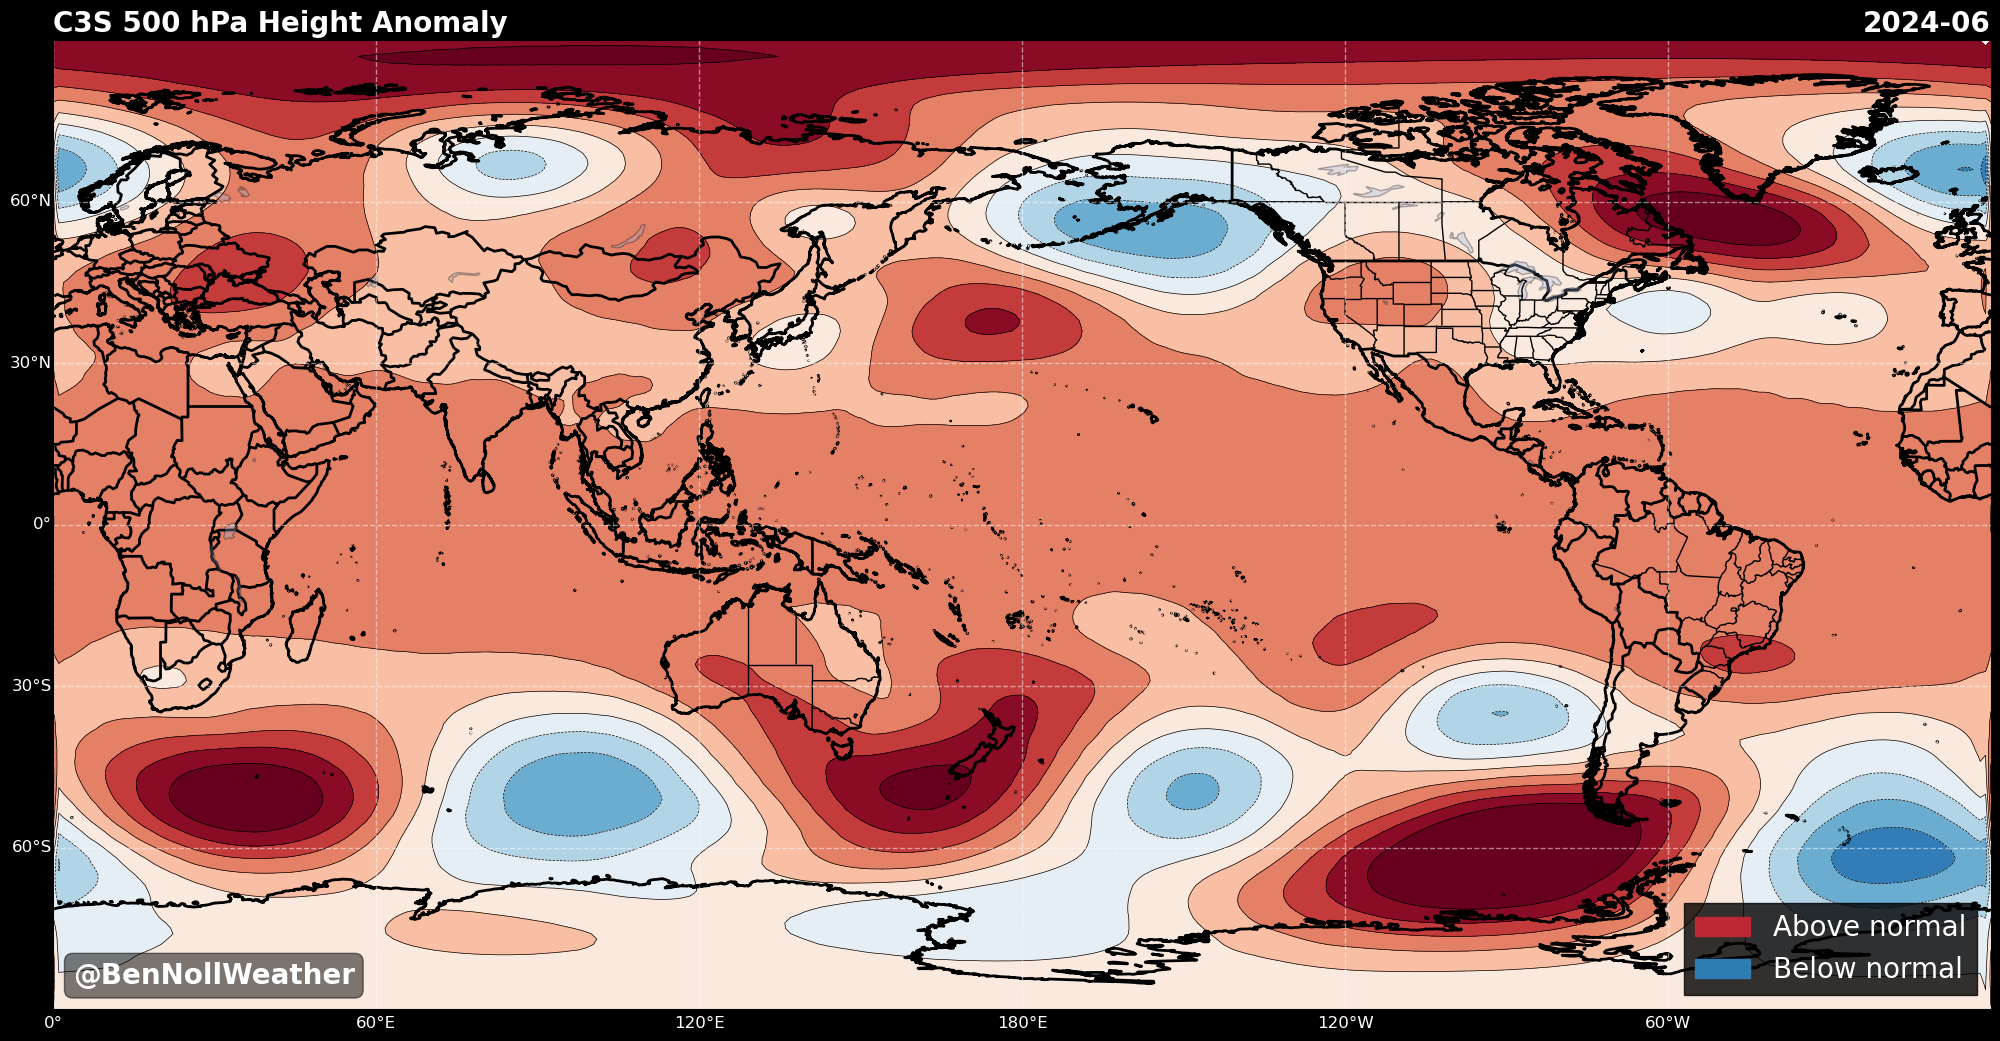 C3S 500 hPa Height Anomaly
2024-06
60°N
30°N
0°
30°S
60°S
Above normal
Below normal
@BenNollWeather
0°
60°E
120°E
180°E
120°W
60°W